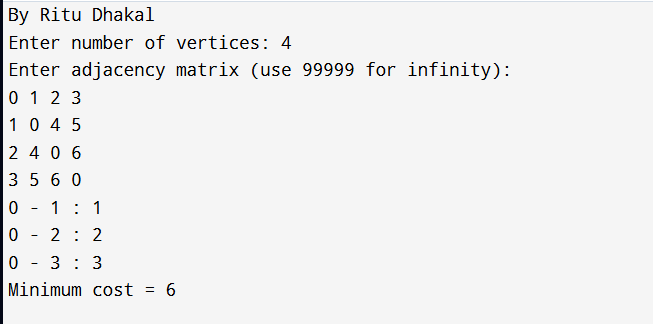 By Ritu Dhakal
Enter number of vertices: 4
Enter adjacency matrix (use 99999 for infinity):
0 1 2 3
1 0 4 5
2 4 0 6
3 5 6 0
0 - 1 : 1
0 - 2 : 2
0 - 3 : 3
Minimum cost = 6